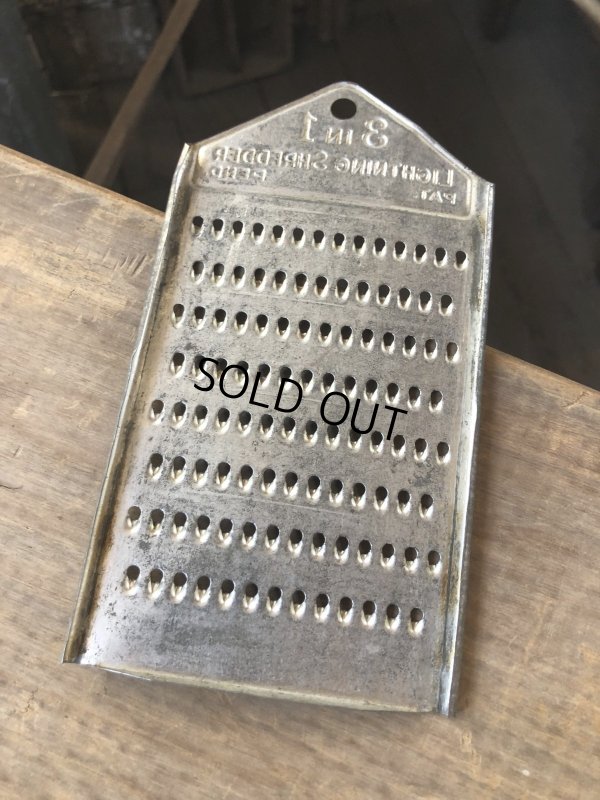 3 in 1
LIGHTNING SHREDDER
PAT. PEND
SOLD OUT